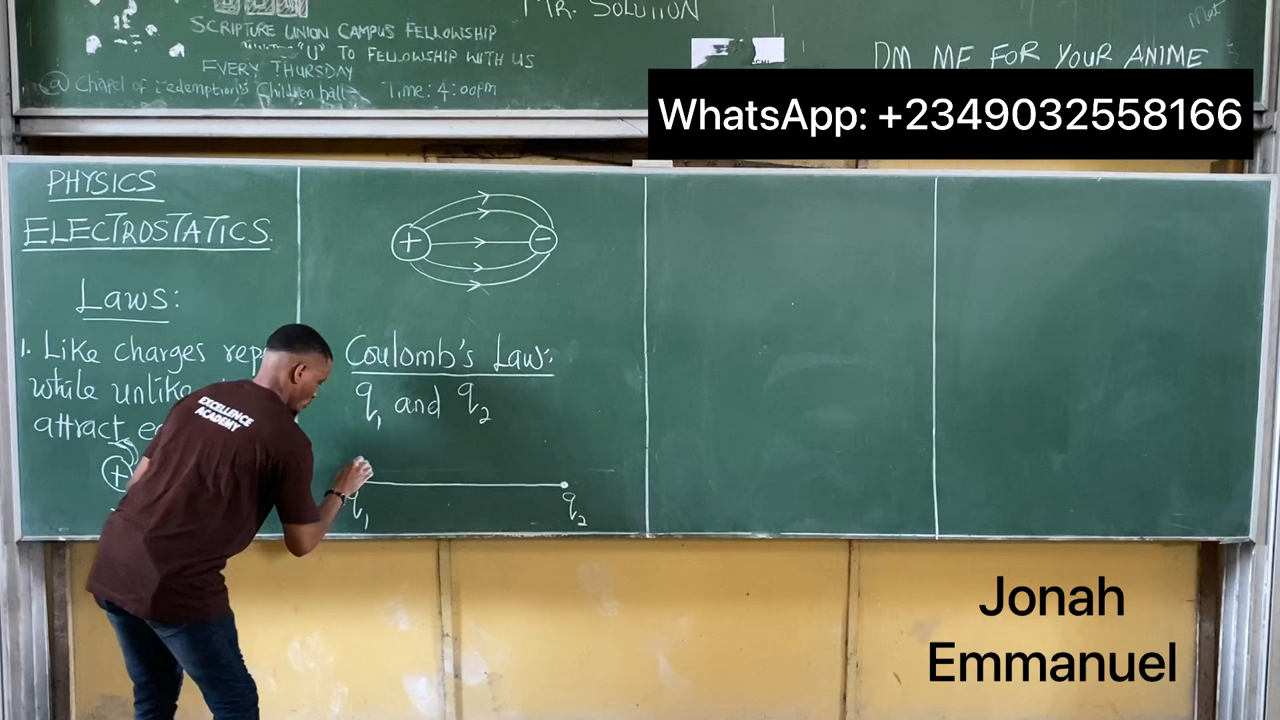 MR. SOLUTION
SCRIPTURE UNION CAMPUS FELLOWSHIP
"U" TO FELLOWSHIP WITH US
EVERY THURSDAY
@ Chapel of Redemption's Children hall Time: 4:00pm
DM ME FOR YOUR ANIME
WhatsApp: +2349032558166
PHYSICS
ELECTROSTATICS.
Laws:
1. Like charges rep
while unlike
attract e
+
+ −
Coulomb's Law:
q1 and q2
q1 q2
EXCELLENCE
ACADEMY
Jonah
Emmanuel